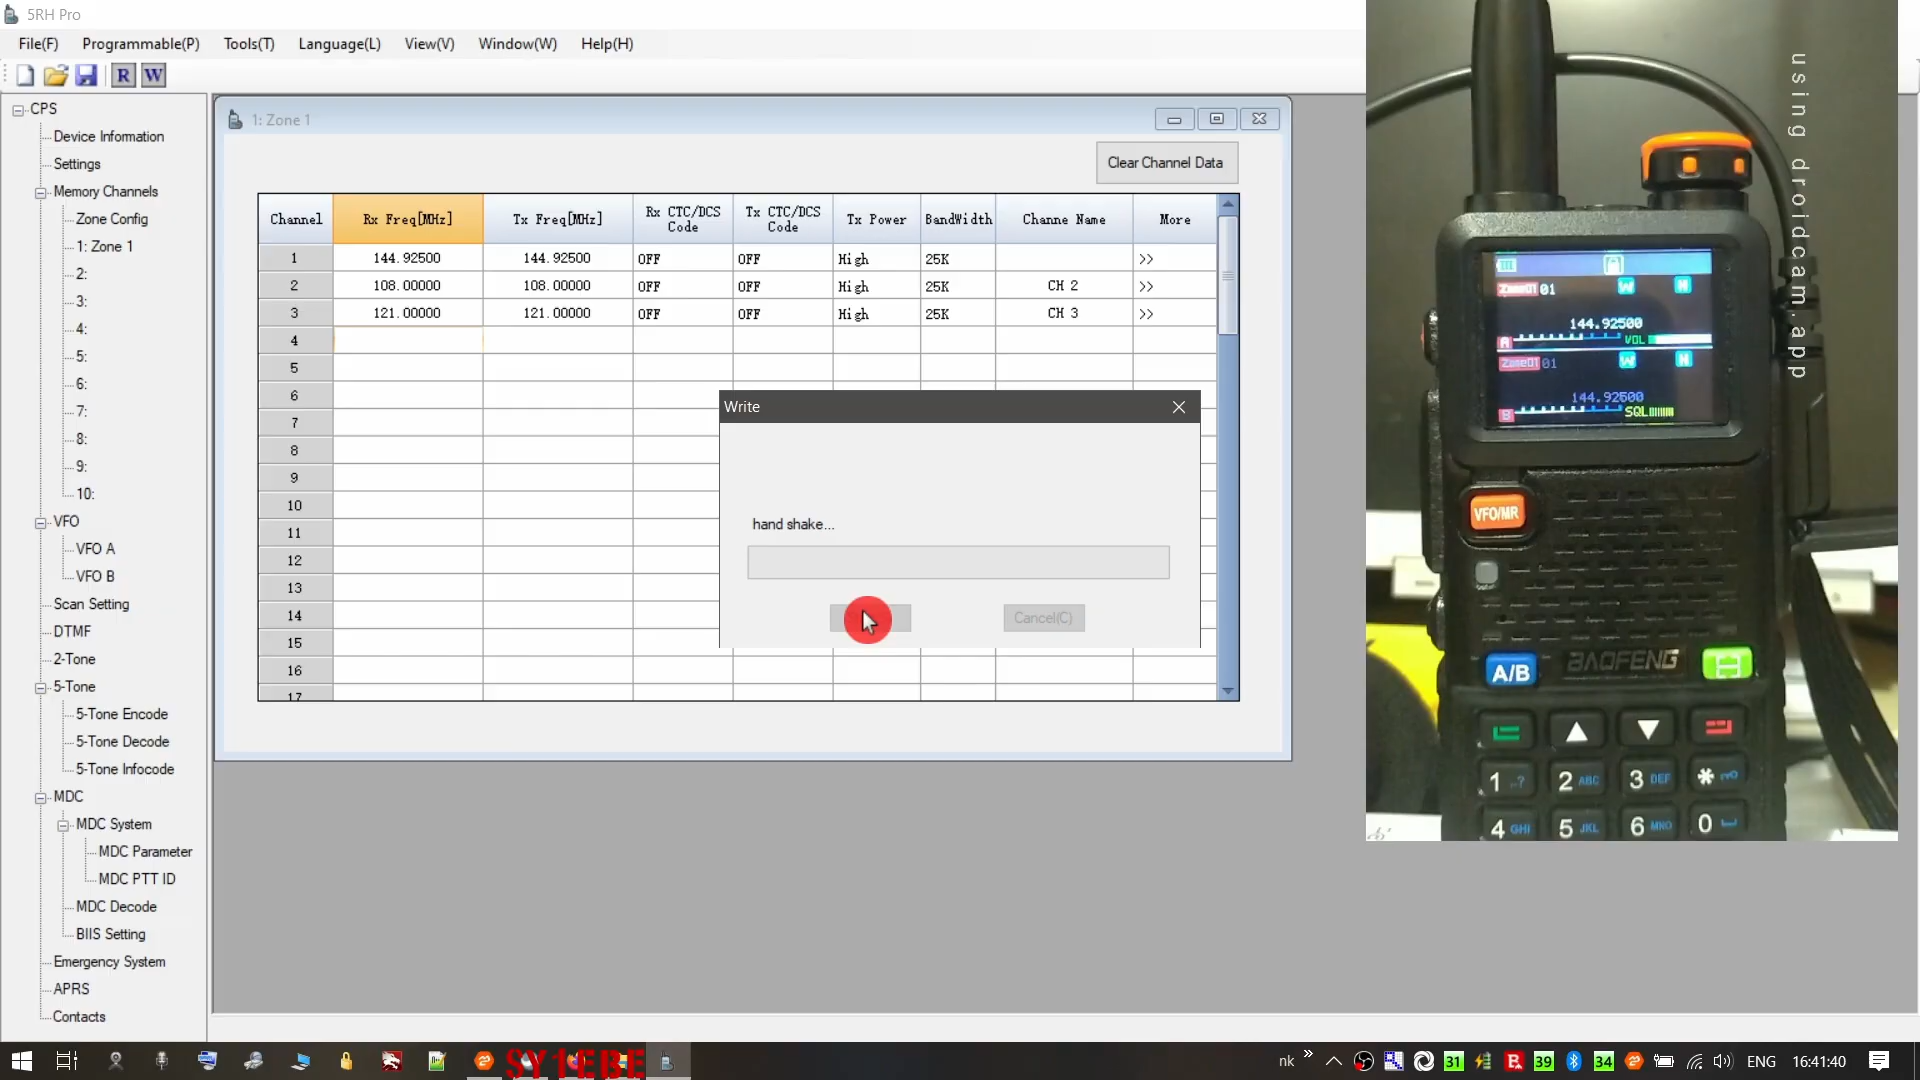 5RH Pro
File(F) Programmable(P) Tools(T) Language(L) View(V) Window(W) Help(H)
R W
CPS
Device Information
Settings
Memory Channels
Zone Config
1: Zone 1
2:
3:
4:
5:
6:
7:
8:
9:
10:
VFO
VFO A
VFO B
Scan Setting
DTMF
2-Tone
5-Tone
5-Tone Encode
5-Tone Decode
5-Tone Infocode
MDC
MDC System
MDC Parameter
MDC PTT ID
MDC Decode
BIIS Setting
Emergency System
APRS
Contacts
1: Zone 1
Clear Channel Data
Channel Rx Freq[MHz] Tx Freq[MHz] Rx CTC/DCS Code Tx CTC/DCS Code Tx Power BandWidth Channe Name More
1 144.92500 144.92500 OFF OFF High 25K >>
2 108.00000 108.00000 OFF OFF High 25K CH 2 >>
3 121.00000 121.00000 OFF OFF High 25K CH 3 >>
4
5
6
7
8
9
10
11
12
13
14
15
16
17
Write
hand shake...
Cancel(C)
using droidcam.app
Zone01 01 W H
144.92500
A VOL
Zone01 01 W H
144.92500
B SQL
VFO/MR
A/B BAOFENG
1 .,? 2 ABC 3 DEF *
4 GHI 5 JKL 6 MNO 0
SY1EBE
nk 31 39 34 ENG 16:41:40